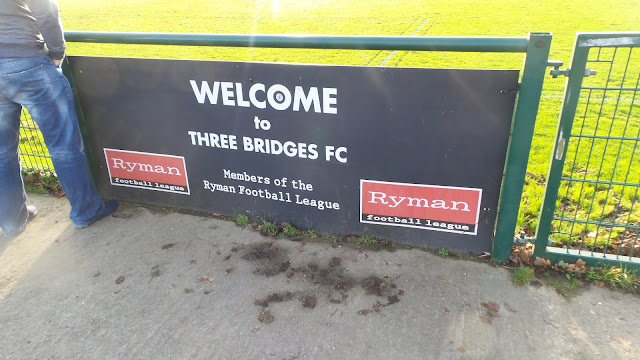 WELCOME
to
THREE BRIDGES FC
Members of the
Ryman Football League
Ryman
football league
Ryman
football league